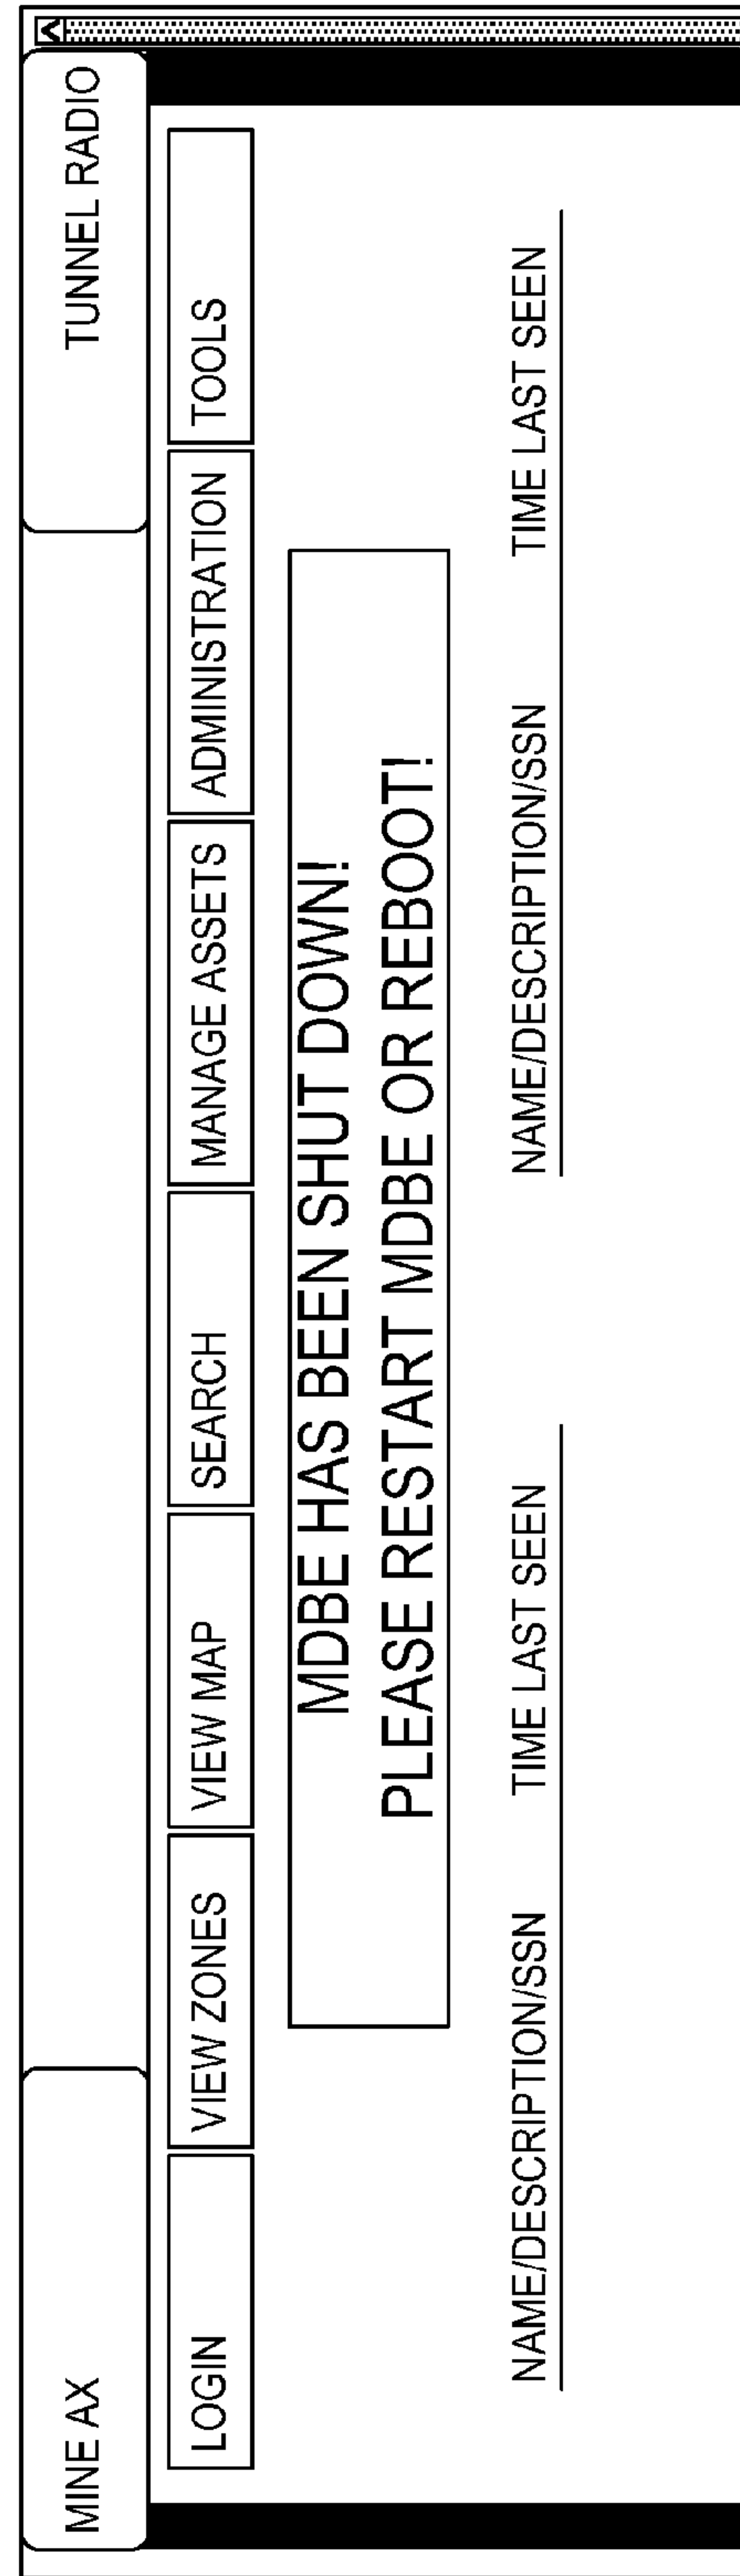 MINE AX TUNNEL RADIO
LOGIN VIEW ZONES VIEW MAP SEARCH MANAGE ASSETS ADMINISTRATION TOOLS
MDBE HAS BEEN SHUT DOWN!
PLEASE RESTART MDBE OR REBOOT!
NAME/DESCRIPTION/SSN TIME LAST SEEN NAME/DESCRIPTION/SSN TIME LAST SEEN